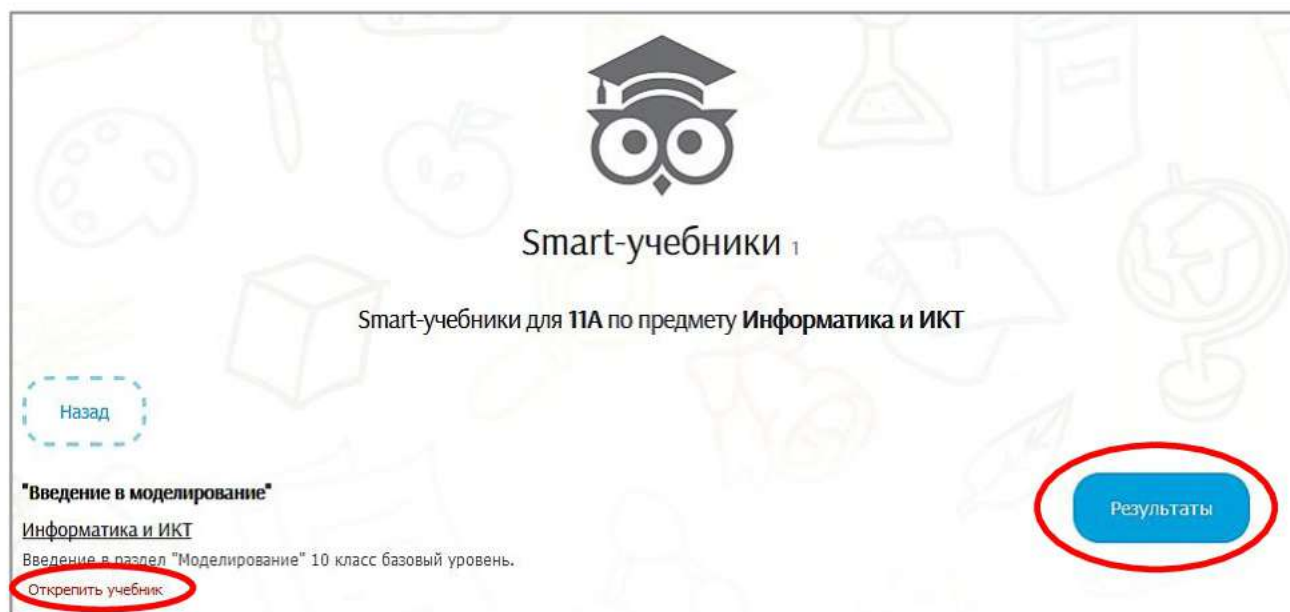 Smart-учебники 1
Smart-учебники для 11А по предмету Информатика и ИКТ
Назад
"Введение в моделирование"
Результаты
Информатика и ИКТ
Введение в раздел "Моделирование" 10 класс базовый уровень.
Открепить учебник